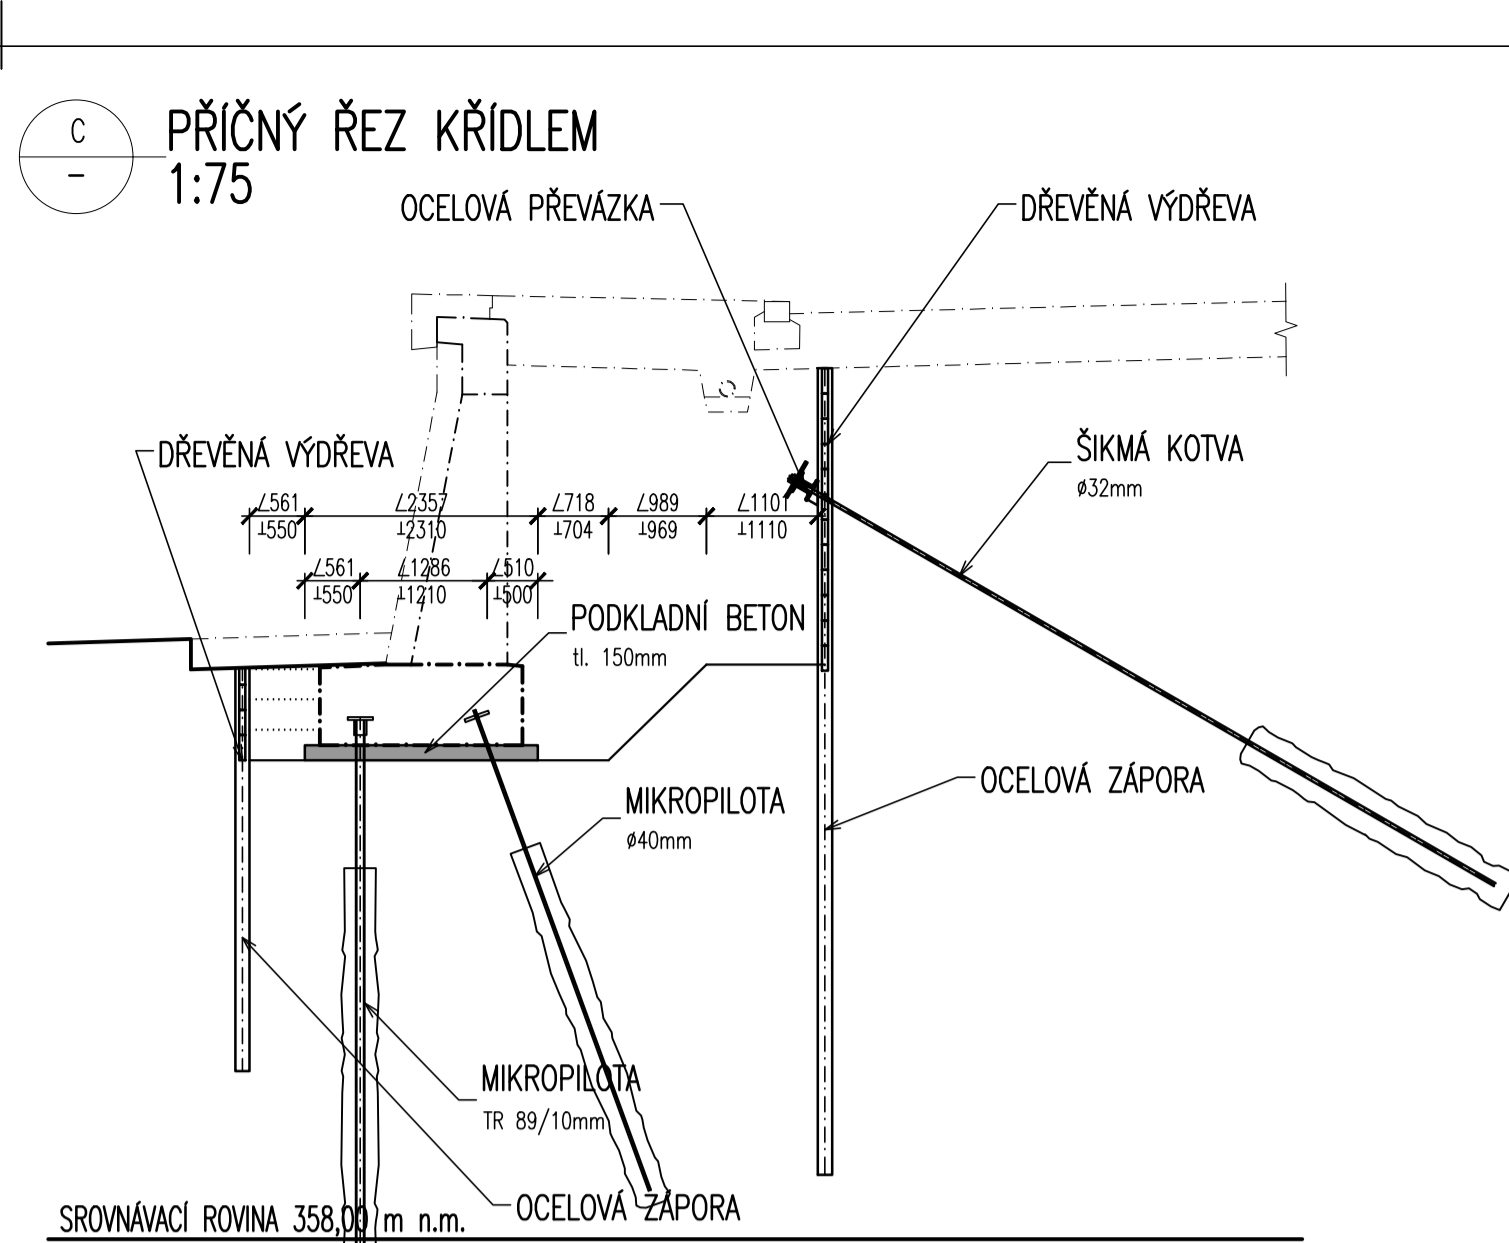 C
–
PŘÍČNÝ ŘEZ KŘÍDLEM
1:75
OCELOVÁ PŘEVÁZKA
DŘEVĚNÁ VÝDŘEVA
DŘEVĚNÁ VÝDŘEVA
ŠIKMÁ KOTVA
ø32mm
∠561 ∠2357 ∠718 ∠989 ∠1101
⊥550 ⊥2310 ⊥704 ⊥969 ⊥1110
∠561 ∠1286 ∠510
⊥550 ⊥1210 ⊥500
PODKLADNÍ BETON
tl. 150mm
OCELOVÁ ZÁPORA
MIKROPILOTA
ø40mm
MIKROPILOTA
TR 89/10mm
OCELOVÁ ZÁPORA
SROVNÁVACÍ ROVINA 358,00 m n.m.